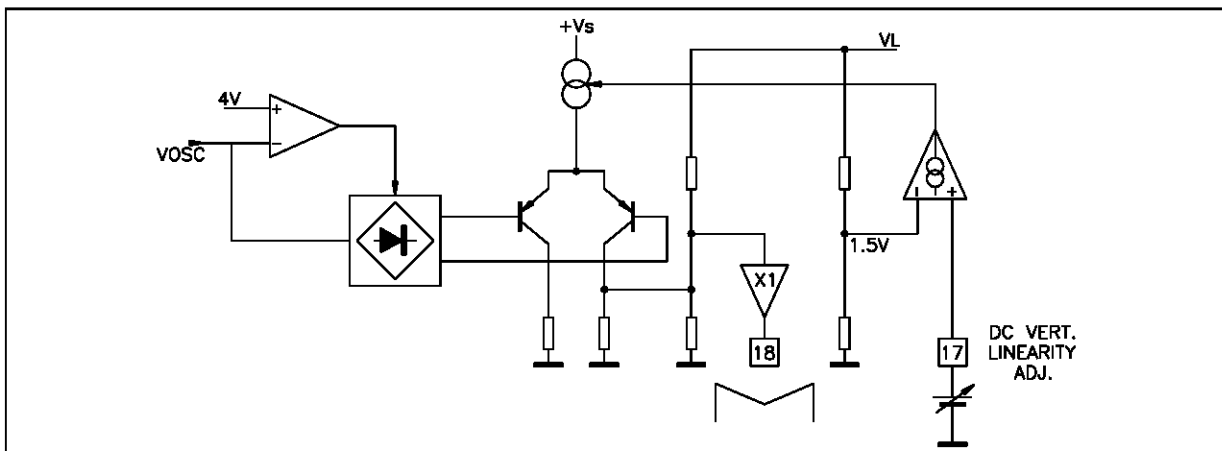 +Vs
VL
4V
+
−
VOSC
− +
1.5V
X1
18
17
DC VERT.
LINEARITY
ADJ.